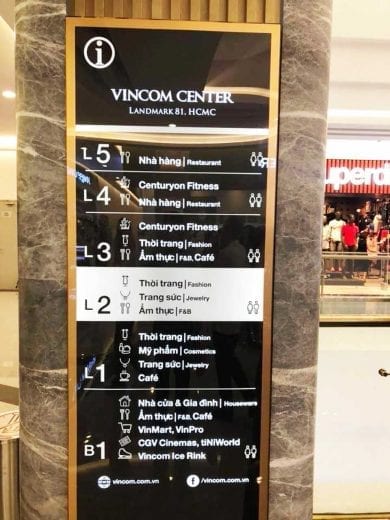 i
VINCOM CENTER
LANDMARK 81, HCMC
L5 Nhà hàng | Restaurant
L4 Centuryon Fitness
Nhà hàng | Restaurant
L3 Centuryon Fitness
Thời trang | Fashion
Ẩm thực | F&B, Café
L2 Thời trang | Fashion
Trang sức | Jewelry
Ẩm thực | F&B
L1 Thời trang | Fashion
Mỹ phẩm | Cosmetics
Trang sức | Jewelry
Café
B1 Nhà cửa & Gia đình | Houseware
Ẩm thực | F&B, Café
VinMart, VinPro
CGV Cinemas, tiNiWorld
Vincom Ice Rink
vincom.com.vn
f /vincom.com.vn
uperd